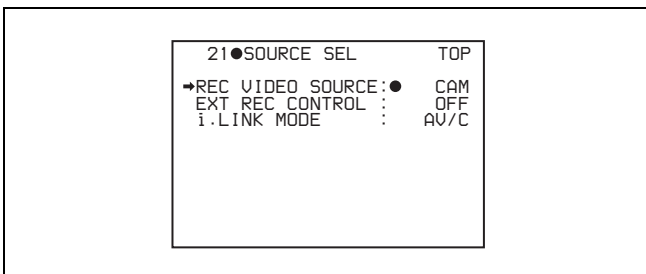 21●SOURCE SEL TOP
➡REC VIDEO SOURCE:● CAM
EXT REC CONTROL : OFF
i.LINK MODE : AV/C